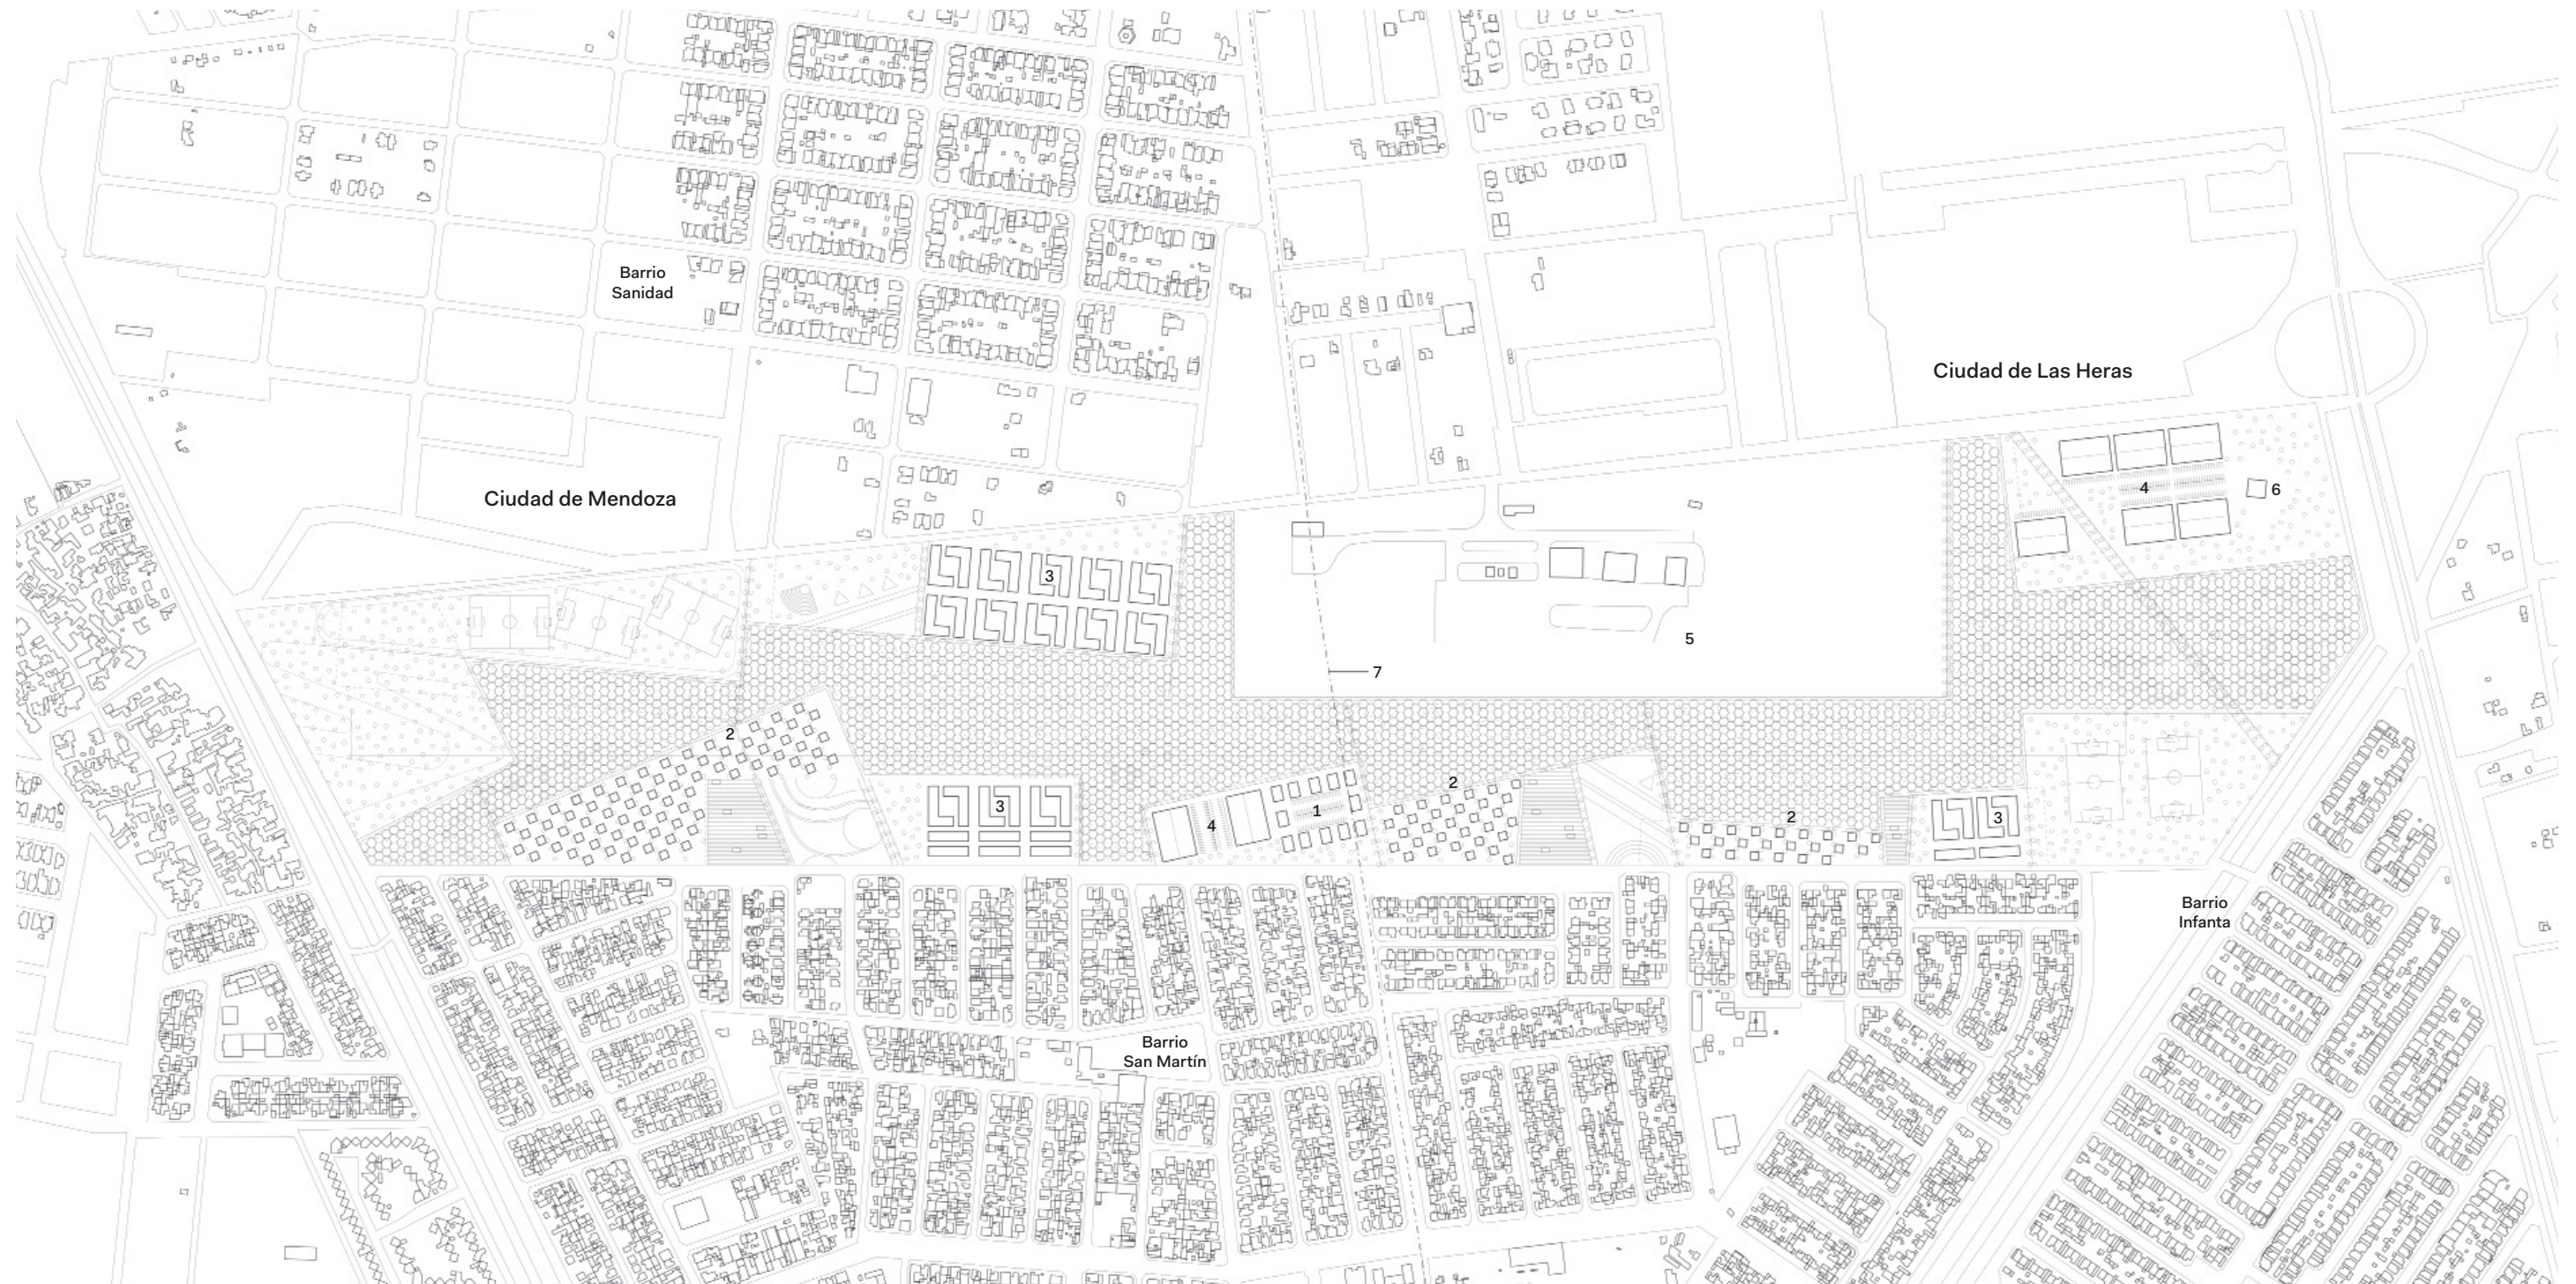 Barrio
Sanidad
Ciudad de Las Heras
Ciudad de Mendoza
4
6
3
5
7
2
3
4
1
2
2
3
Barrio
Infanta
Barrio
San Martín